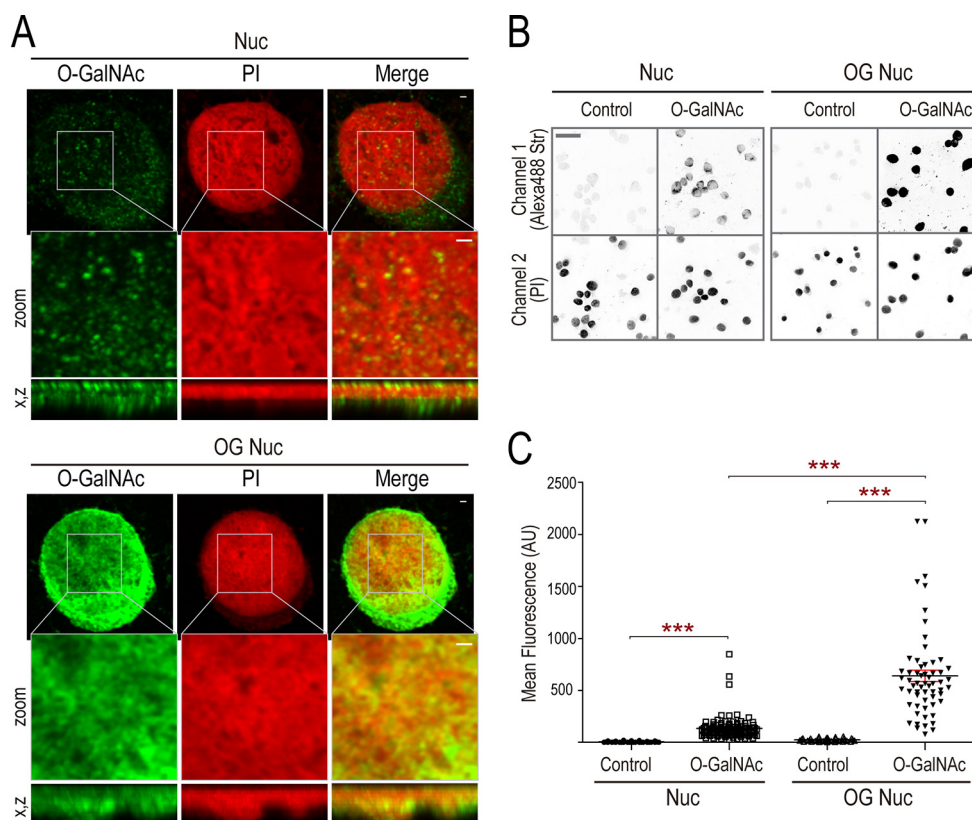 A
Nuc
O-GalNAc PI Merge
zoom
x,z
OG Nuc
O-GalNAc PI Merge
zoom
x,z
B
Nuc OG Nuc
Control O-GalNAc Control O-GalNAc
Channel 1
(Alexa488 Str)
Channel 2
(PI)
C
***
***
***
Mean Fluorescence (AU)
2500
2000
1500
1000
500
Control O-GalNAc Control O-GalNAc
Nuc OG Nuc